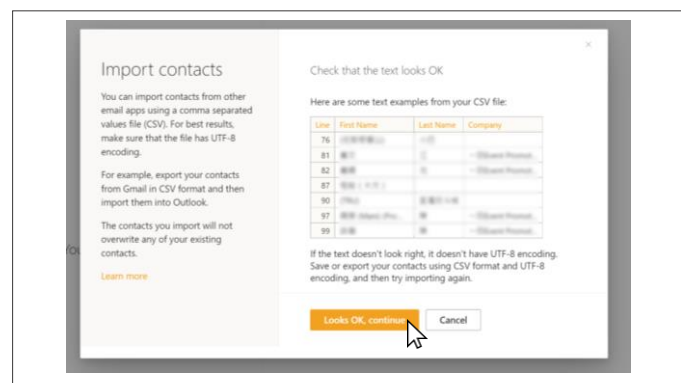 Import contacts
You can import contacts from other
email apps using a comma separated
values file (CSV). For best results,
make sure that the file has UTF-8
encoding.
For example, export your contacts
from Gmail in CSV format and then
import them into Outlook.
The contacts you import will not
overwrite any of your existing
contacts.
Learn more
Check that the text looks OK
Here are some text examples from your CSV file:
Line First Name Last Name Company
76
81
82
87
90
97
99
If the text doesn't look right, it doesn't have UTF-8 encoding.
Save or export your contacts using CSV format and UTF-8
encoding, and then try importing again.
Looks OK, continue Cancel